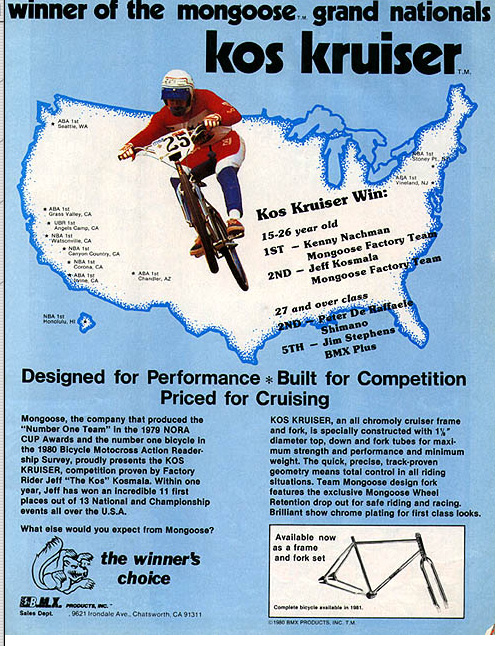 winner of the mongoose T.M. grand nationals
kos kruiser T.M.
ABA 1st
Seattle, WA
NBA 1st
Stoney Pt.,
ABA 1st
Vineland, NJ
ABA 1st
Grass Valley, CA
UBR 1st
Angels Camp, CA
NBA 1st
Watsonville, CA
NBA 1st
Canyon Country, CA
NBA 1st
Corona, CA
ABA 1st
Irvine, CA
ABA 1st
Chandler, AZ
NBA 1st
Honolulu, HI
25
Kos Kruiser Win:
15-26 year old
1ST – Kenny Nachman
Mongoose Factory Team
2ND – Jeff Kosmala
Mongoose Factory Team
27 and over class
2ND – Peter De Raffaele
Shimano
5TH – Jim Stephens
BMX Plus
Designed for Performance * Built for Competition
Priced for Cruising
Mongoose, the company that produced the
"Number One Team" in the 1979 NORA
CUP Awards and the number one bicycle in
the 1980 Bicycle Motocross Action Reader-
ship Survey, proudly presents the KOS
KRUISER, competition proven by Factory
Rider Jeff "The Kos" Kosmala. Within one
year, Jeff has won an incredible 11 first
places out of 13 National and Championship
events all over the U.S.A.
What else would you expect from Mongoose?
the winner's
choice
B.M.X. PRODUCTS, INC.
Sales Dept. 9621 Irondale Ave., Chatsworth, CA 91311
KOS KRUISER, an all chromoly cruiser frame
and fork, is specially constructed with 1⅛"
diameter top, down and fork tubes for maxi-
mum strength and performance and minimum
weight. The quick, precise, track-proven
geometry means total control in all riding
situations. Team Mongoose design fork
features the exclusive Mongoose Wheel
Retention drop out for safe riding and racing.
Brilliant show chrome plating for first class looks.
Available now
as a frame
and fork set
Complete bicycle available in 1981.
©1980 BMX PRODUCTS, INC. T.M.